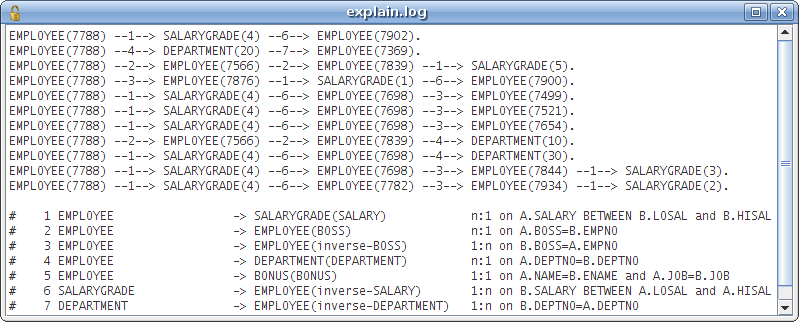 explain.log
EMPLOYEE(7788) --1--> SALARYGRADE(4) --6--> EMPLOYEE(7902).
EMPLOYEE(7788) --4--> DEPARTMENT(20) --7--> EMPLOYEE(7369).
EMPLOYEE(7788) --2--> EMPLOYEE(7566) --2--> EMPLOYEE(7839) --1--> SALARYGRADE(5).
EMPLOYEE(7788) --3--> EMPLOYEE(7876) --1--> SALARYGRADE(1) --6--> EMPLOYEE(7900).
EMPLOYEE(7788) --1--> SALARYGRADE(4) --6--> EMPLOYEE(7698) --3--> EMPLOYEE(7499).
EMPLOYEE(7788) --1--> SALARYGRADE(4) --6--> EMPLOYEE(7698) --3--> EMPLOYEE(7521).
EMPLOYEE(7788) --1--> SALARYGRADE(4) --6--> EMPLOYEE(7698) --3--> EMPLOYEE(7654).
EMPLOYEE(7788) --2--> EMPLOYEE(7566) --2--> EMPLOYEE(7839) --4--> DEPARTMENT(10).
EMPLOYEE(7788) --1--> SALARYGRADE(4) --6--> EMPLOYEE(7698) --4--> DEPARTMENT(30).
EMPLOYEE(7788) --1--> SALARYGRADE(4) --6--> EMPLOYEE(7698) --3--> EMPLOYEE(7844) --1--> SALARYGRADE(3).
EMPLOYEE(7788) --1--> SALARYGRADE(4) --6--> EMPLOYEE(7782) --3--> EMPLOYEE(7934) --1--> SALARYGRADE(2).
# 1 EMPLOYEE -> SALARYGRADE(SALARY) n:1 on A.SALARY BETWEEN B.LOSAL and B.HISAL
# 2 EMPLOYEE -> EMPLOYEE(BOSS) n:1 on A.BOSS=B.EMPNO
# 3 EMPLOYEE -> EMPLOYEE(inverse-BOSS) 1:n on B.BOSS=A.EMPNO
# 4 EMPLOYEE -> DEPARTMENT(DEPARTMENT) n:1 on A.DEPTNO=B.DEPTNO
# 5 EMPLOYEE -> BONUS(BONUS) 1:1 on A.NAME=B.ENAME and A.JOB=B.JOB
# 6 SALARYGRADE -> EMPLOYEE(inverse-SALARY) 1:n on B.SALARY BETWEEN A.LOSAL and A.HISAL
# 7 DEPARTMENT -> EMPLOYEE(inverse-DEPARTMENT) 1:n on B.DEPTNO=A.DEPTNO